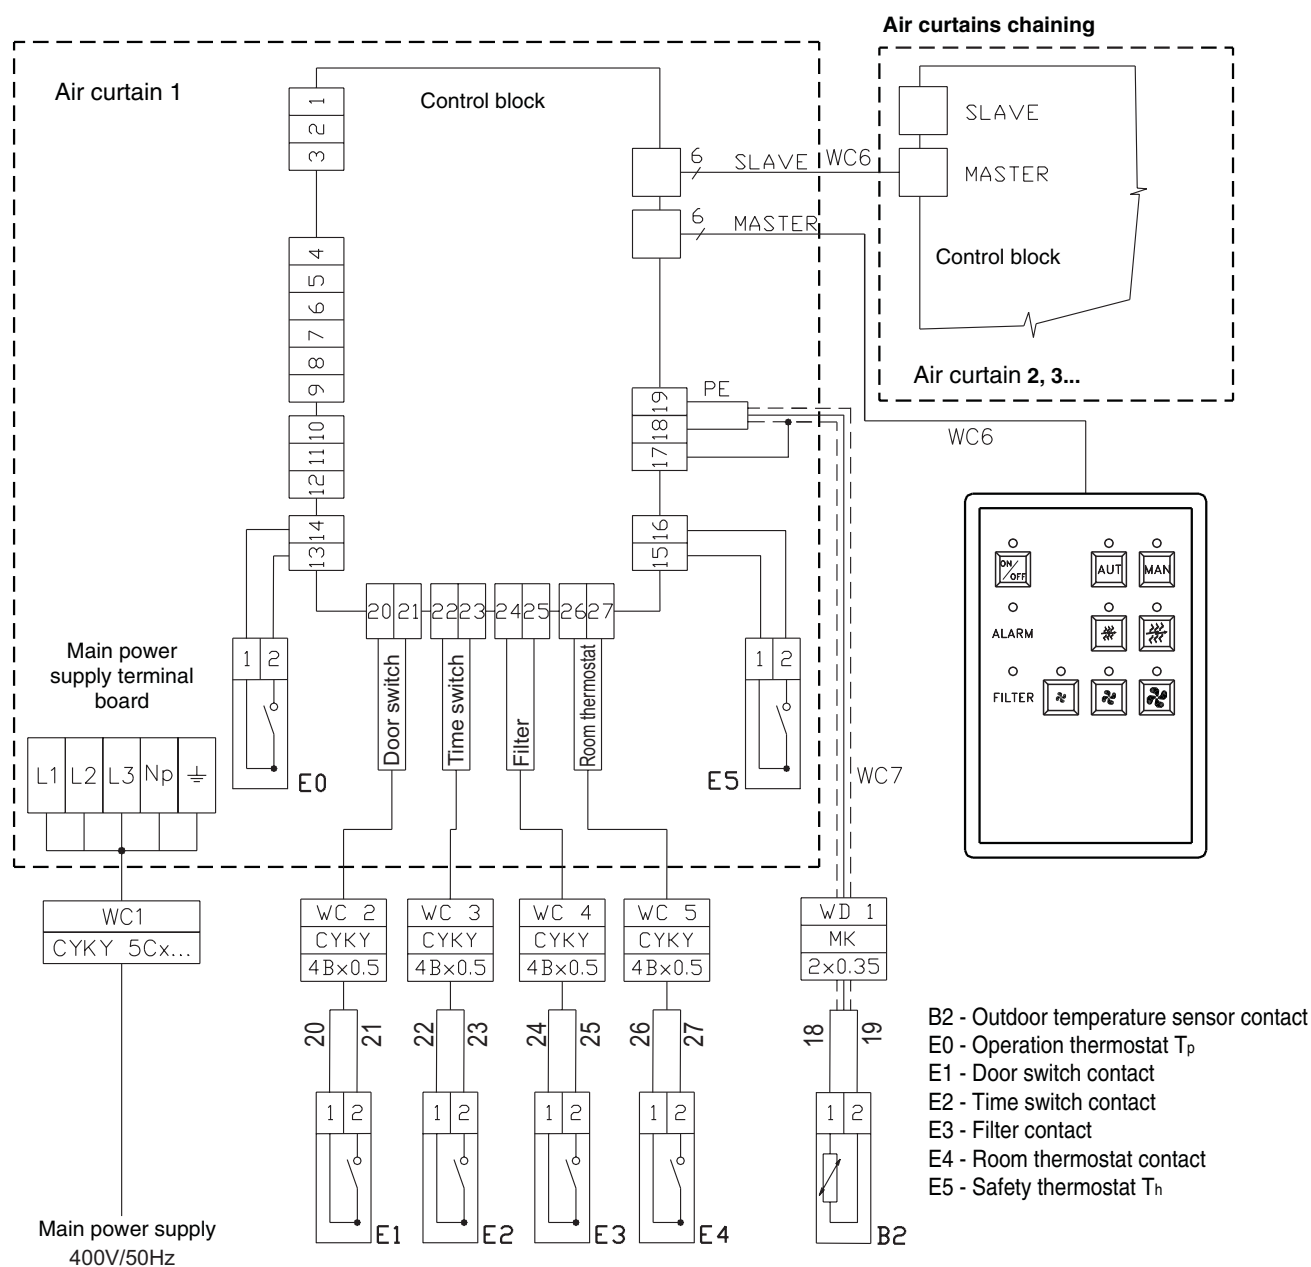 Air curtains chaining
Air curtain 1
Control block
1
2
3
4
5
6
7
8
9
10
11
12
14
13
6
SLAVE
WC6
6
MASTER
SLAVE
MASTER
Control block
Air curtain 2, 3...
19
18
17
PE
WC6
16
15
20 21 22 23 24 25 26 27
Door switch
Time switch
Filter
Room thermostat
1 2
E0
1 2
E5
WC7
Main power
supply terminal
board
L1 L2 L3 Np
ON/OFF
AUT
MAN
ALARM
FILTER
WC1
CYKY 5Cx...
WC 2
CYKY
4B×0.5
WC 3
CYKY
4B×0.5
WC 4
CYKY
4B×0.5
WC 5
CYKY
4B×0.5
WD 1
MK
2×0.35
20 21
22 23
24 25
26 27
18 19
1 2
E1
1 2
E2
1 2
E3
1 2
E4
1 2
B2
B2 - Outdoor temperature sensor contact
E0 - Operation thermostat Tp
E1 - Door switch contact
E2 - Time switch contact
E3 - Filter contact
E4 - Room thermostat contact
E5 - Safety thermostat Th
Main power supply
400V/50Hz